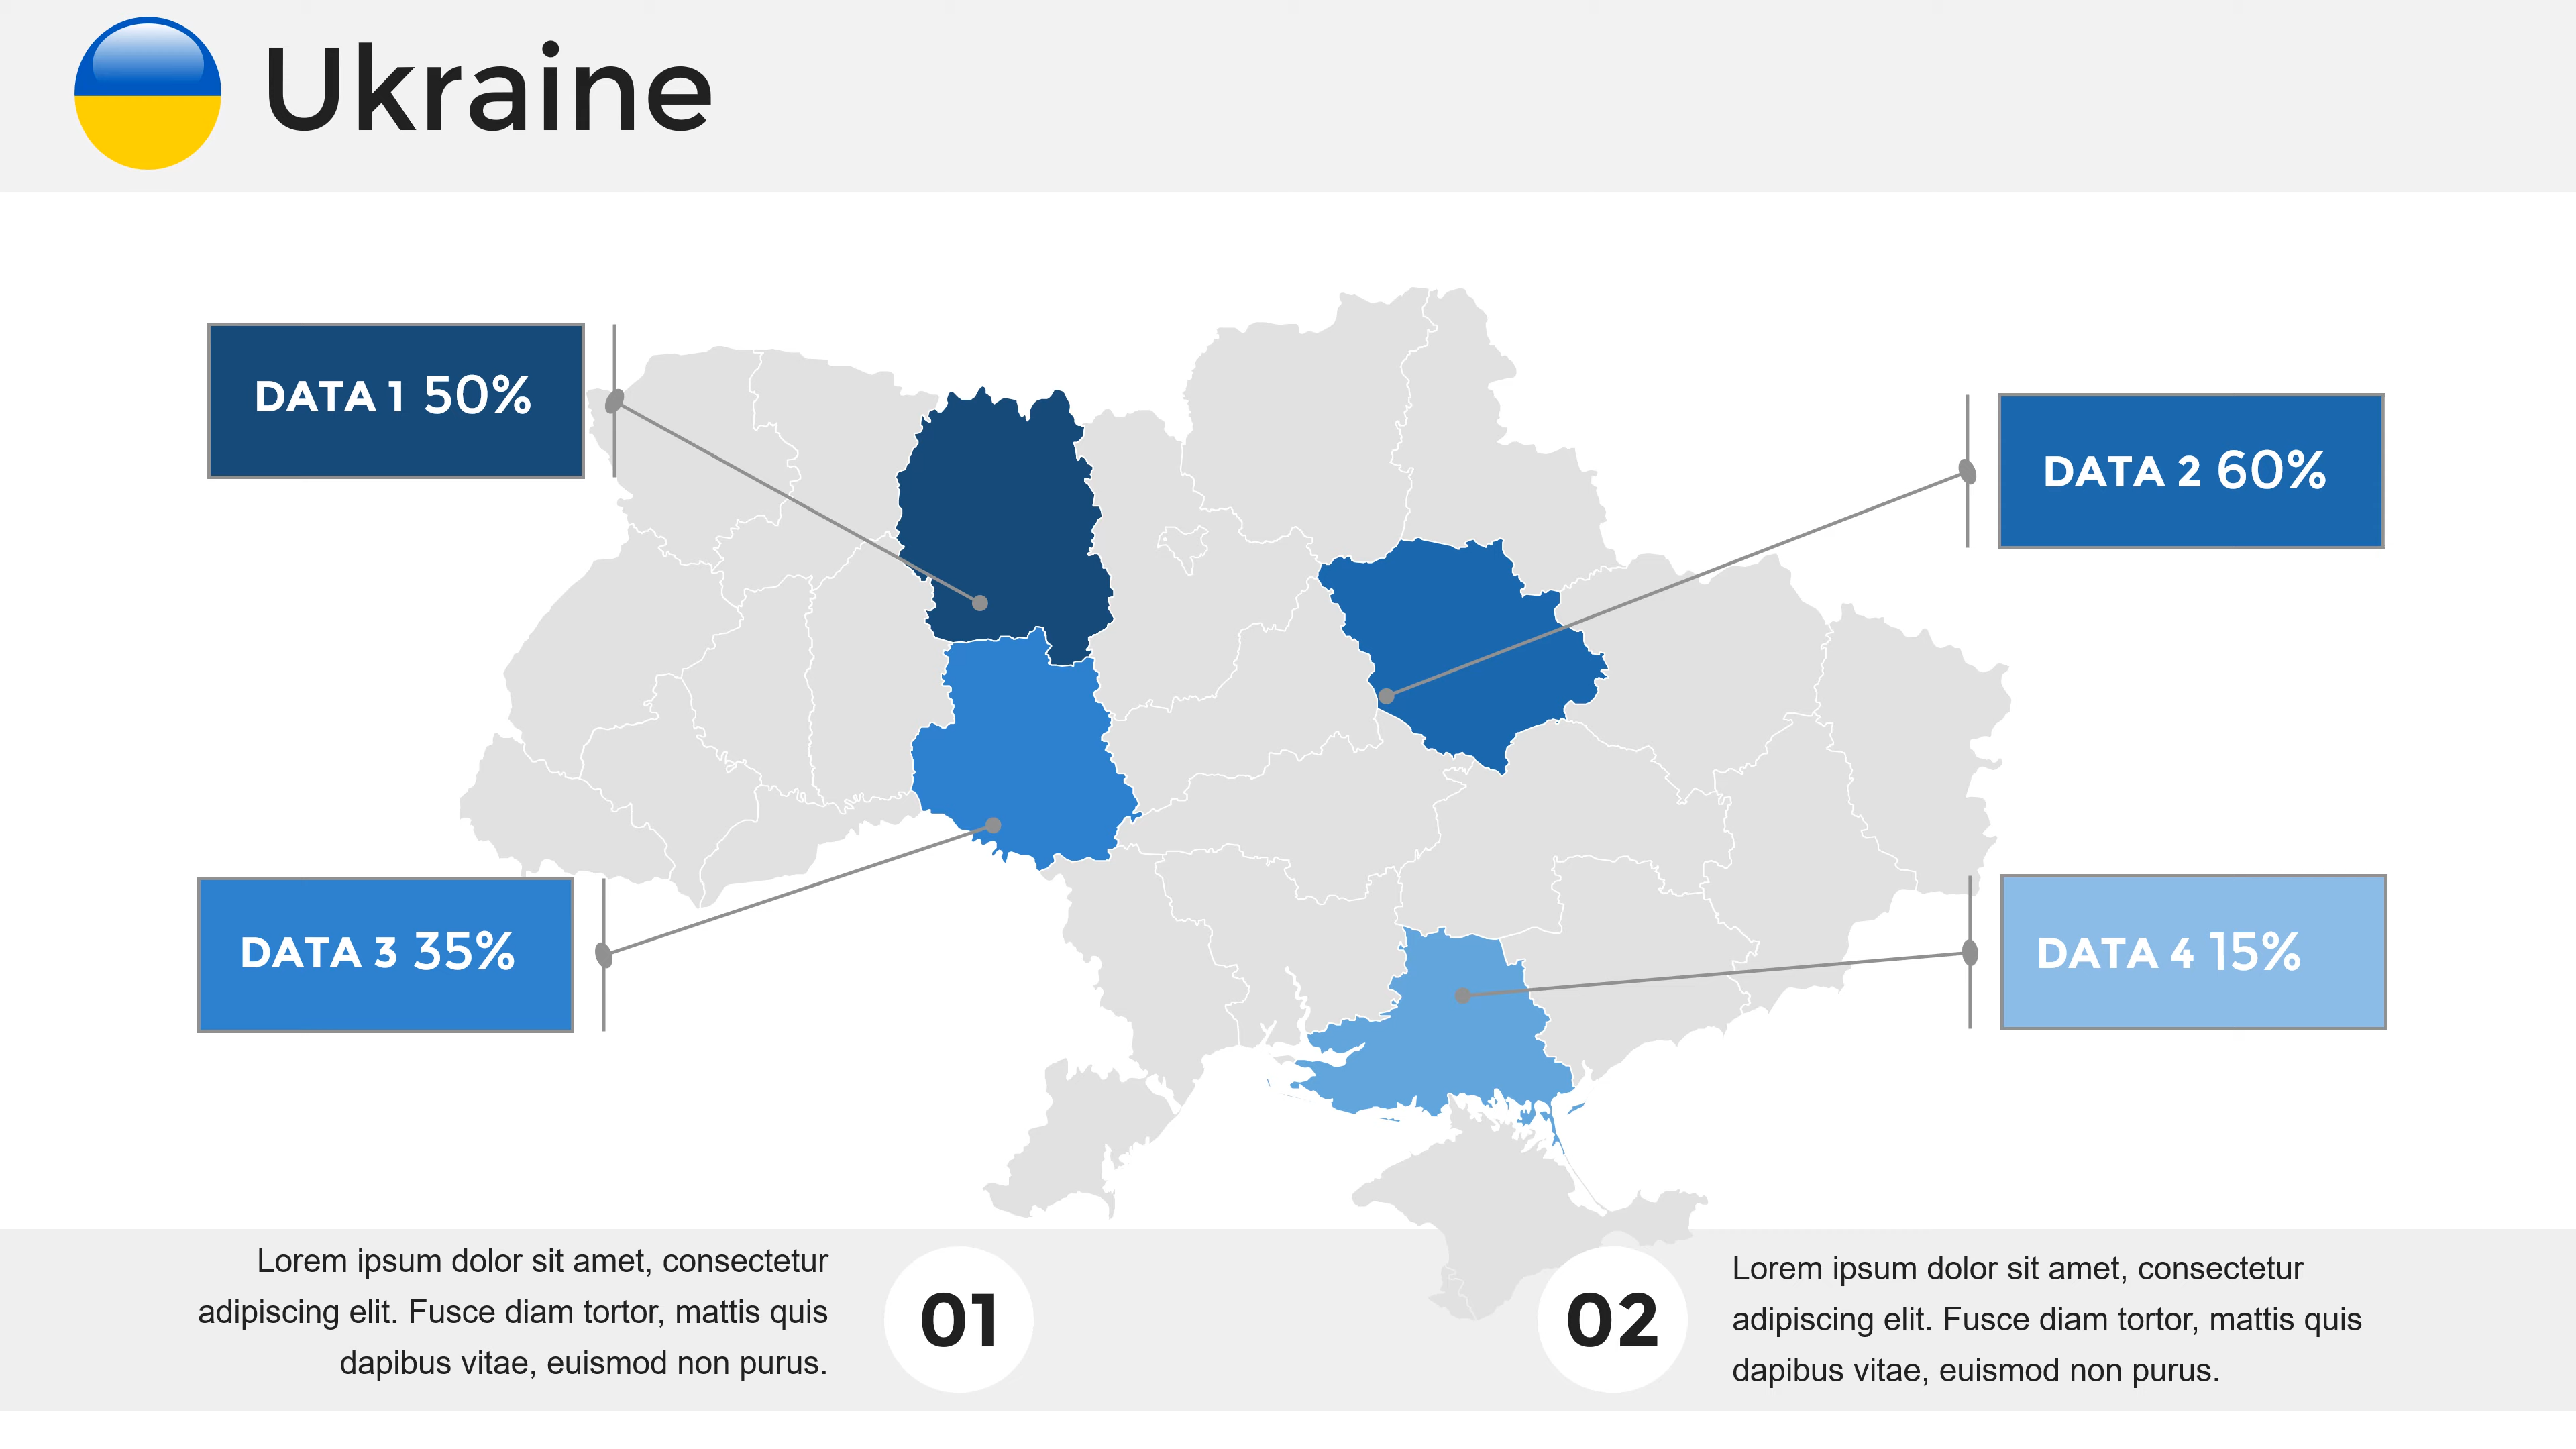 Ukraine
DATA 1 50%
DATA 2 60%
DATA 3 35%
DATA 4 15%
Lorem ipsum dolor sit amet, consectetur
adipiscing elit. Fusce diam tortor, mattis quis
dapibus vitae, euismod non purus.
01
02
Lorem ipsum dolor sit amet, consectetur
adipiscing elit. Fusce diam tortor, mattis quis
dapibus vitae, euismod non purus.